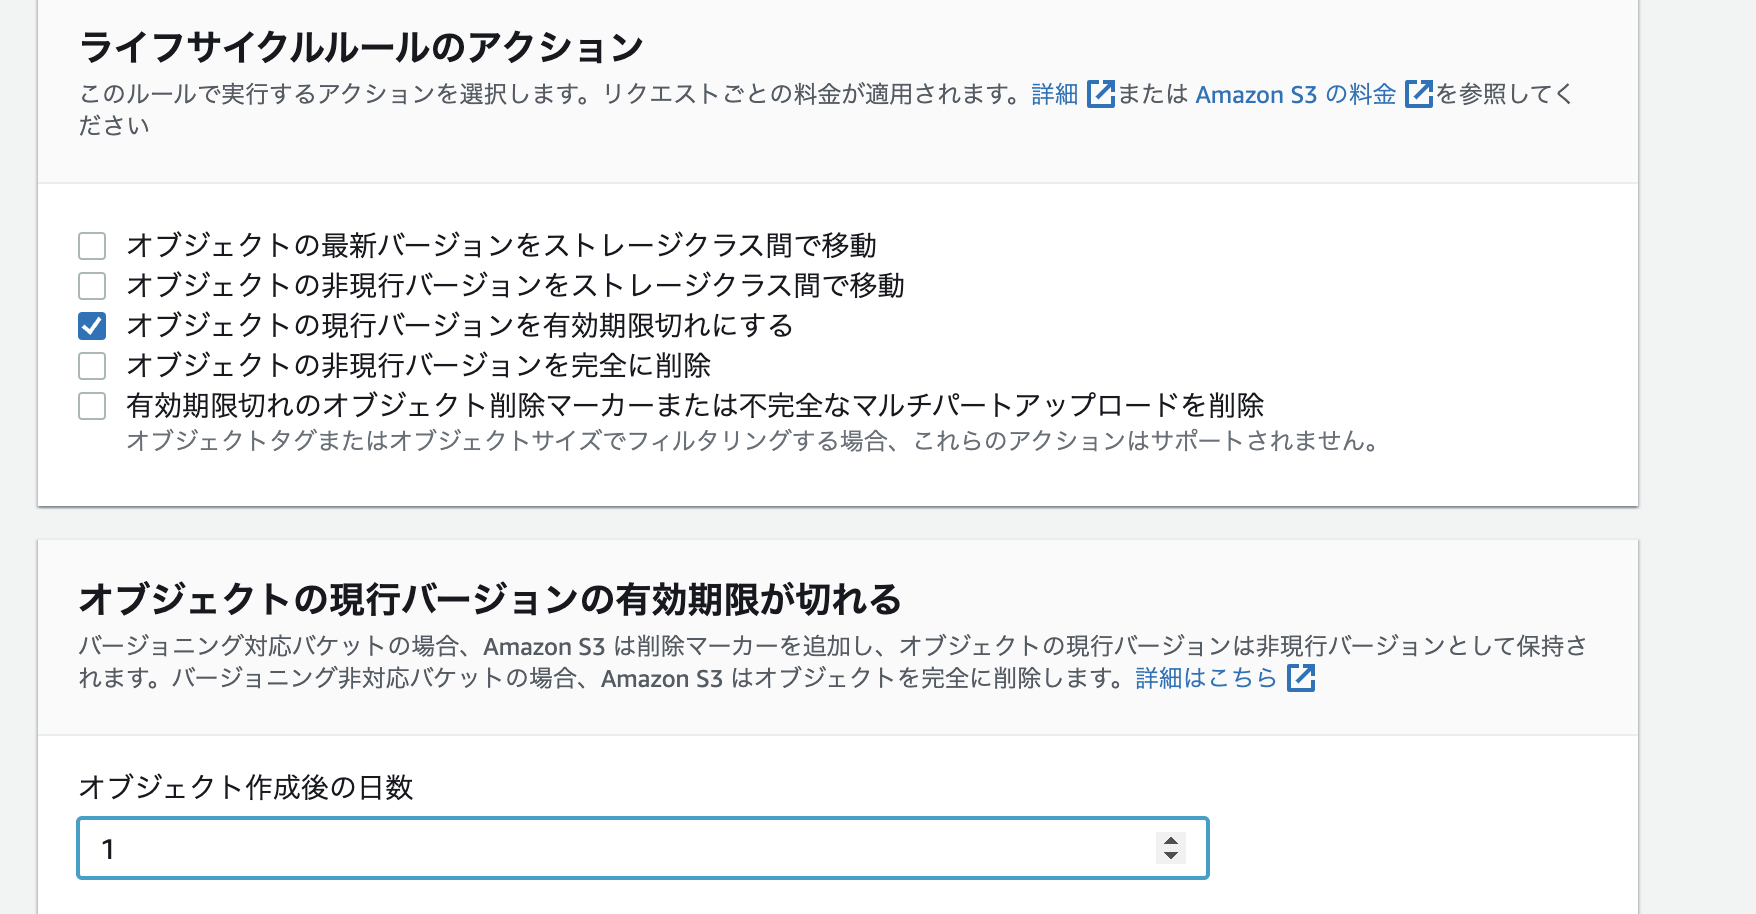 ライフサイクルルールのアクション
このルールで実行するアクションを選択します。リクエストごとの料金が適用されます。詳細 または Amazon S3 の料金 を参照してく
ださい
オブジェクトの最新バージョンをストレージクラス間で移動
オブジェクトの非現行バージョンをストレージクラス間で移動
オブジェクトの現行バージョンを有効期限切れにする
オブジェクトの非現行バージョンを完全に削除
有効期限切れのオブジェクト削除マーカーまたは不完全なマルチパートアップロードを削除
オブジェクトタグまたはオブジェクトサイズでフィルタリングする場合、これらのアクションはサポートされません。
オブジェクトの現行バージョンの有効期限が切れる
バージョニング対応バケットの場合、Amazon S3 は削除マーカーを追加し、オブジェクトの現行バージョンは非現行バージョンとして保持さ
れます。バージョニング非対応バケットの場合、Amazon S3 はオブジェクトを完全に削除します。詳細はこちら
オブジェクト作成後の日数
1